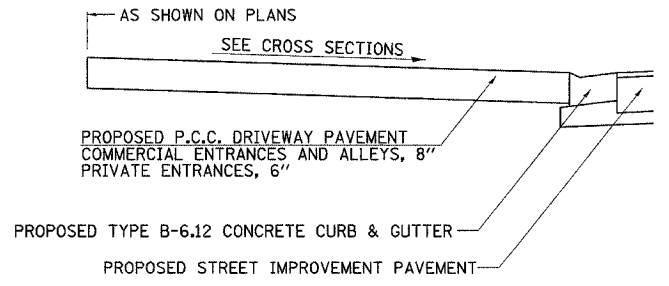 AS SHOWN ON PLANS
SEE CROSS SECTIONS
PROPOSED P.C.C. DRIVEWAY PAVEMENT
COMMERCIAL ENTRANCES AND ALLEYS, 8"
PRIVATE ENTRANCES, 6"
PROPOSED TYPE B-6.12 CONCRETE CURB & GUTTER
PROPOSED STREET IMPROVEMENT PAVEMENT